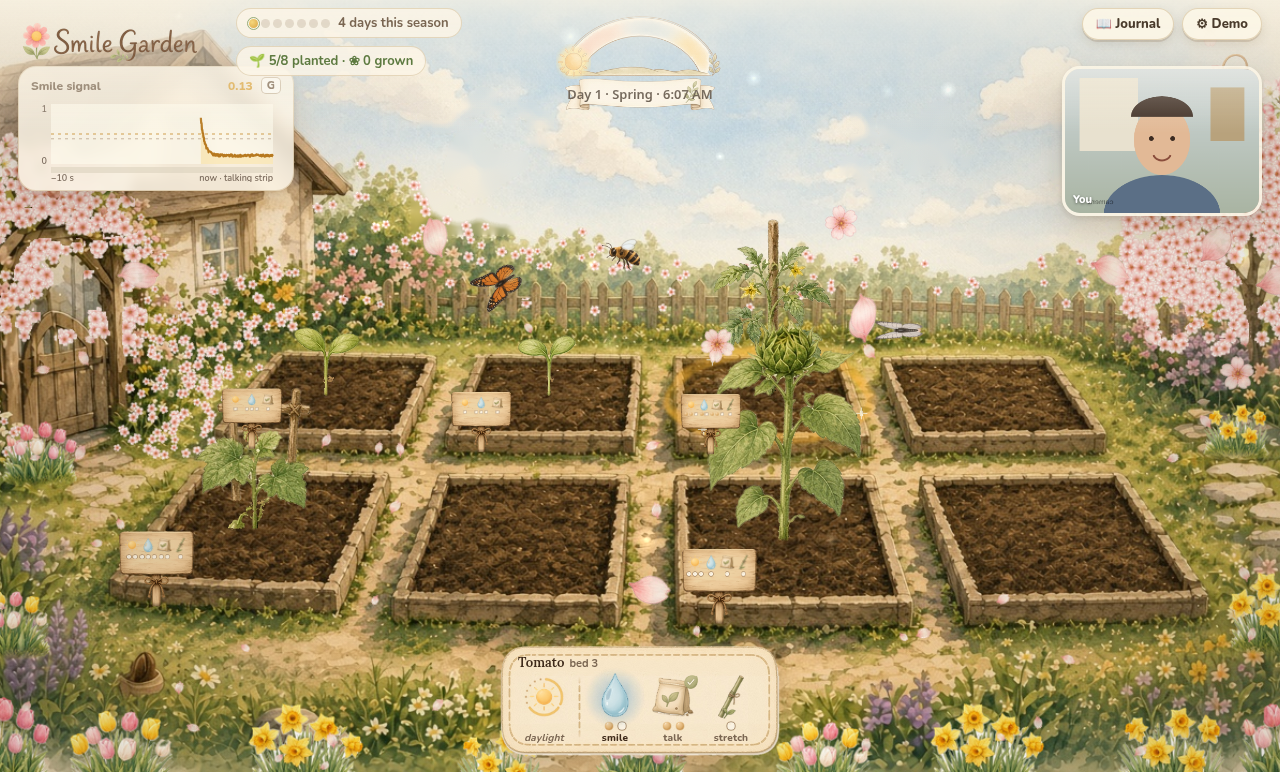 Smile Garden
4 days this season
5/8 planted · 0 grown
Day 1 · Spring · 6:07 AM
Journal
Demo
Smile signal
0.13
G
1
0
−10 s
now · talking strip
You
Tomato bed 3
daylight
smile
talk
stretch